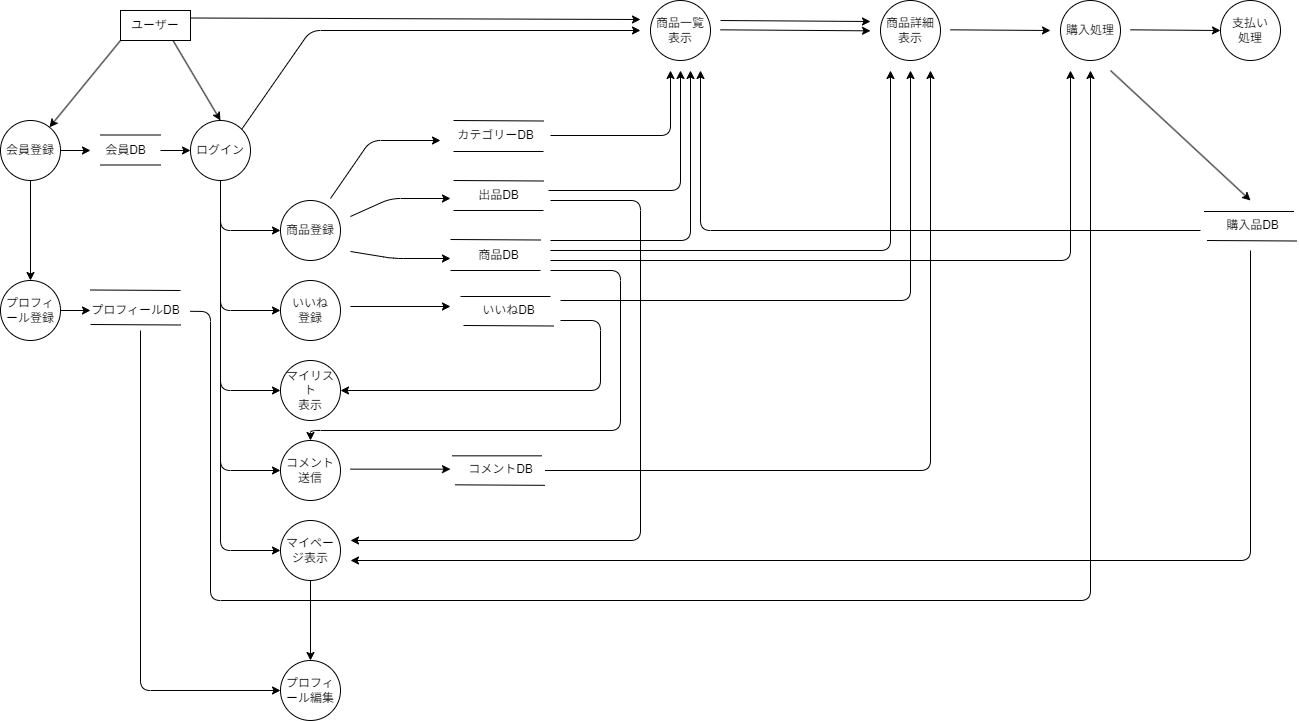 ユーザー
商品一覧
表示
商品詳細
表示
購入処理
支払い
処理
会員登録
会員DB
ログイン
カテゴリーDB
出品DB
商品登録
商品DB
購入品DB
プロフィ
ール登録
プロフィールDB
いいね
登録
いいねDB
マイリス
ト
表示
コメント
送信
コメントDB
マイペー
ジ表示
プロフィ
ール編集